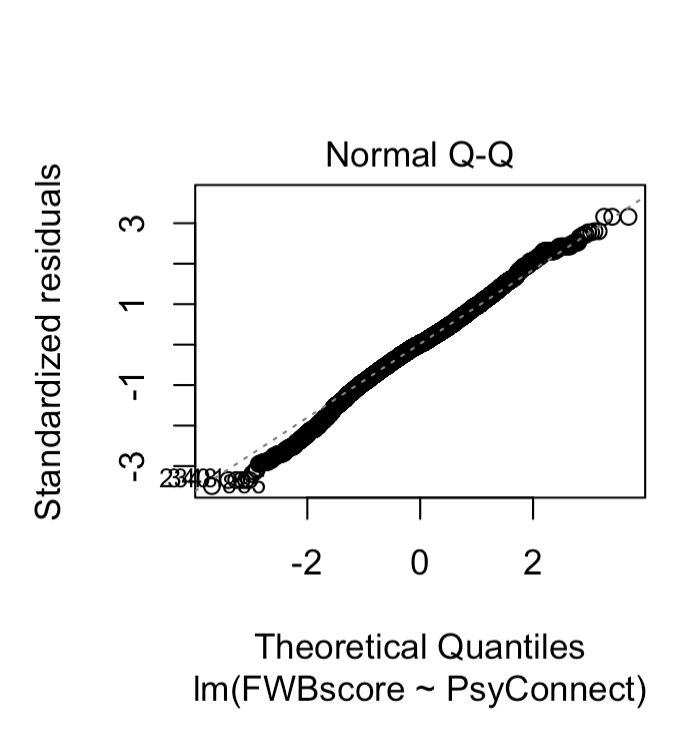 Normal Q-Q
Standardized residuals
3
1
-1
-3
-2 0 2
Theoretical Quantiles
lm(FWBscore ~ PsyConnect)